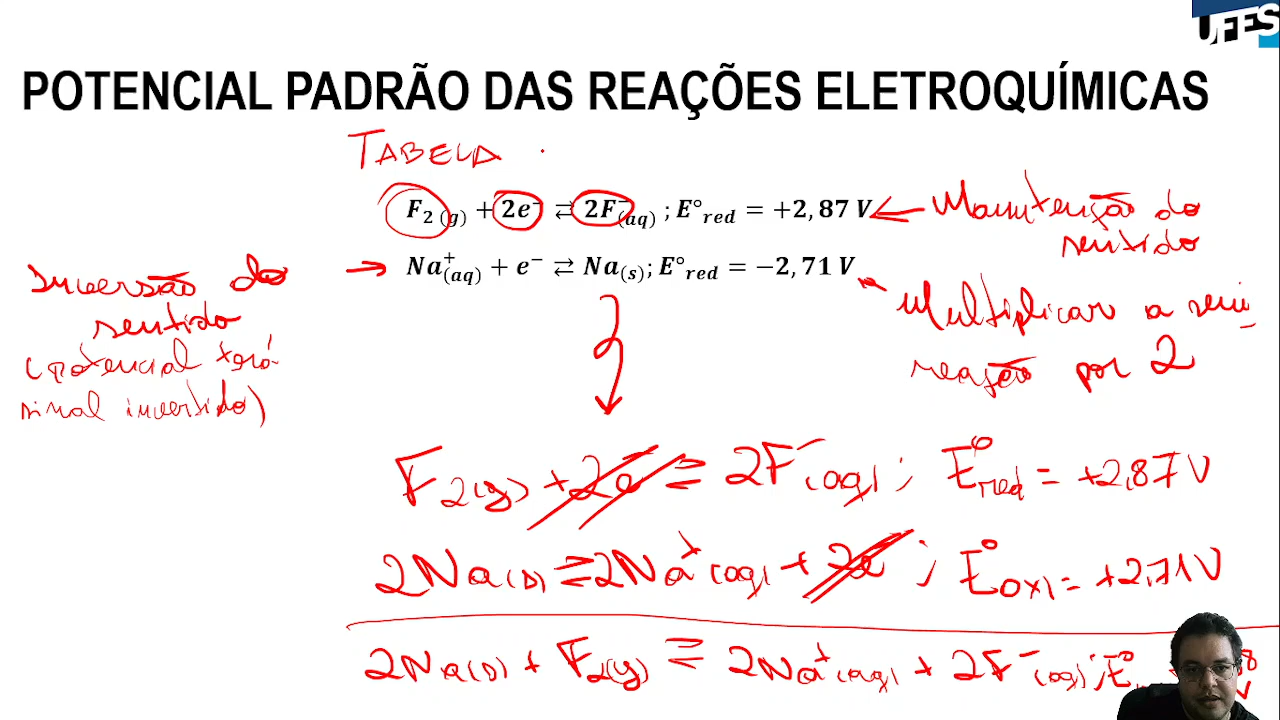 UFES
POTENCIAL PADRÃO DAS REAÇÕES ELETROQUÍMICAS
TABELA
F₂ (g) + 2e⁻ ⇄ 2F⁻(aq) ; E°red = +2,87 V ← Manutenção do sentido
Na⁺(aq) + e⁻ ⇄ Na(s); E°red = −2,71 V
Inversão do
sentido
(potencial terá
sinal invertido)
Multiplicar a semi
reação por 2
F₂(g) + 2e ⇄ 2F⁻(aq) ; E°red = +2,87 V
2Na(s) ⇄ 2Na⁺(aq) + 2e ; E°oxi = +2,71 V
2Na(s) + F₂(g) ⇄ 2Na⁺(aq) + 2F⁻(aq); E°